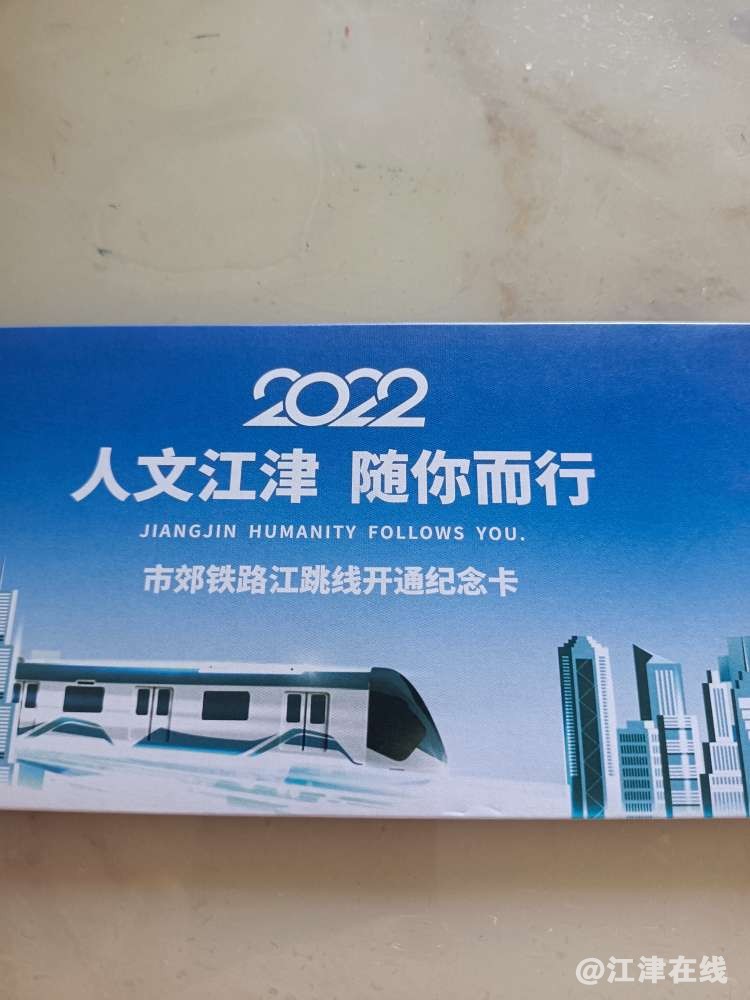 2022
人文江津 随你而行
JIANGJIN HUMANITY FOLLOWS YOU.
市郊铁路江跳线开通纪念卡
@江津在线